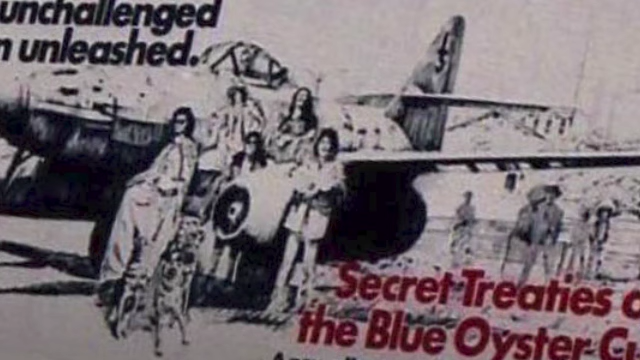 unchallenged
unleashed.
Secret Treaties
the Blue Oyster